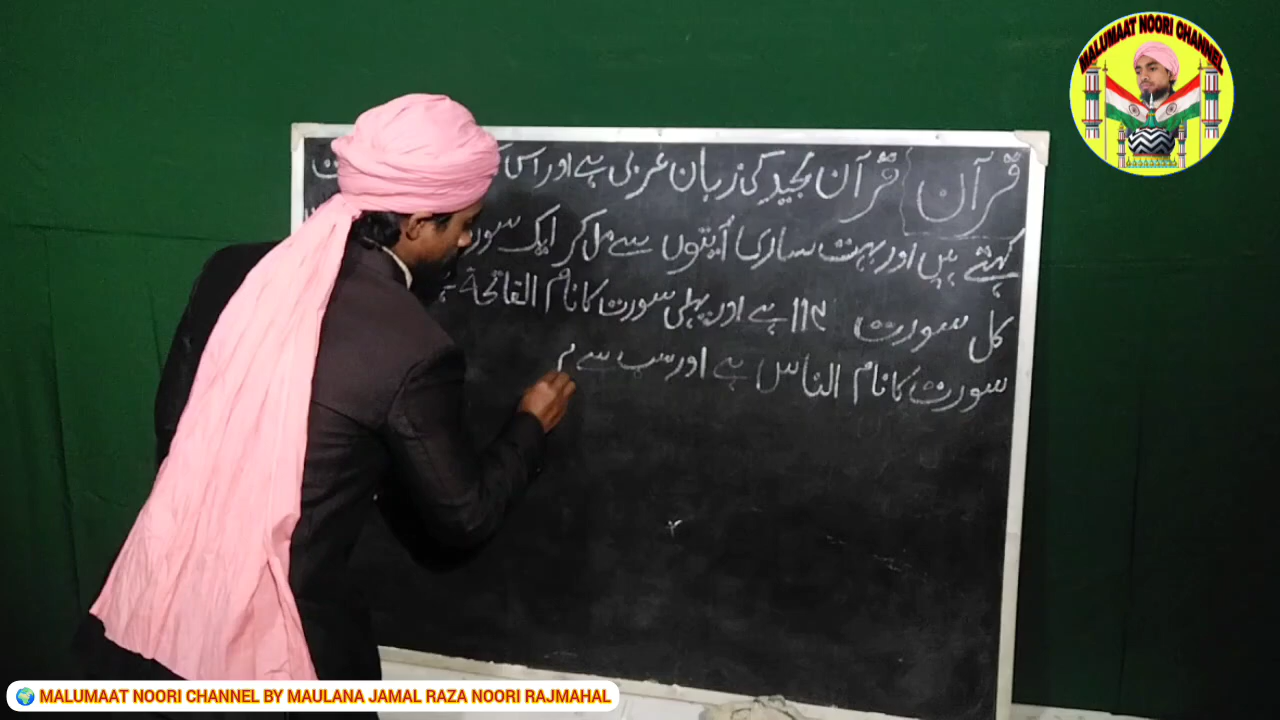 MALUMAAT NOORI CHANNEL
قرآن قرآن مجید کی زبان عربی ہے اور اس
کہتے ہیں اور بہت ساری آیتوں سے مل کر ایک
کل سورت ۱۱۴ ہے اور پہلی سورت کا نام الفاتحة
سورت کا نام الناس ہے اور سب سے
MALUMAAT NOORI CHANNEL BY MAULANA JAMAL RAZA NOORI RAJMAHAL